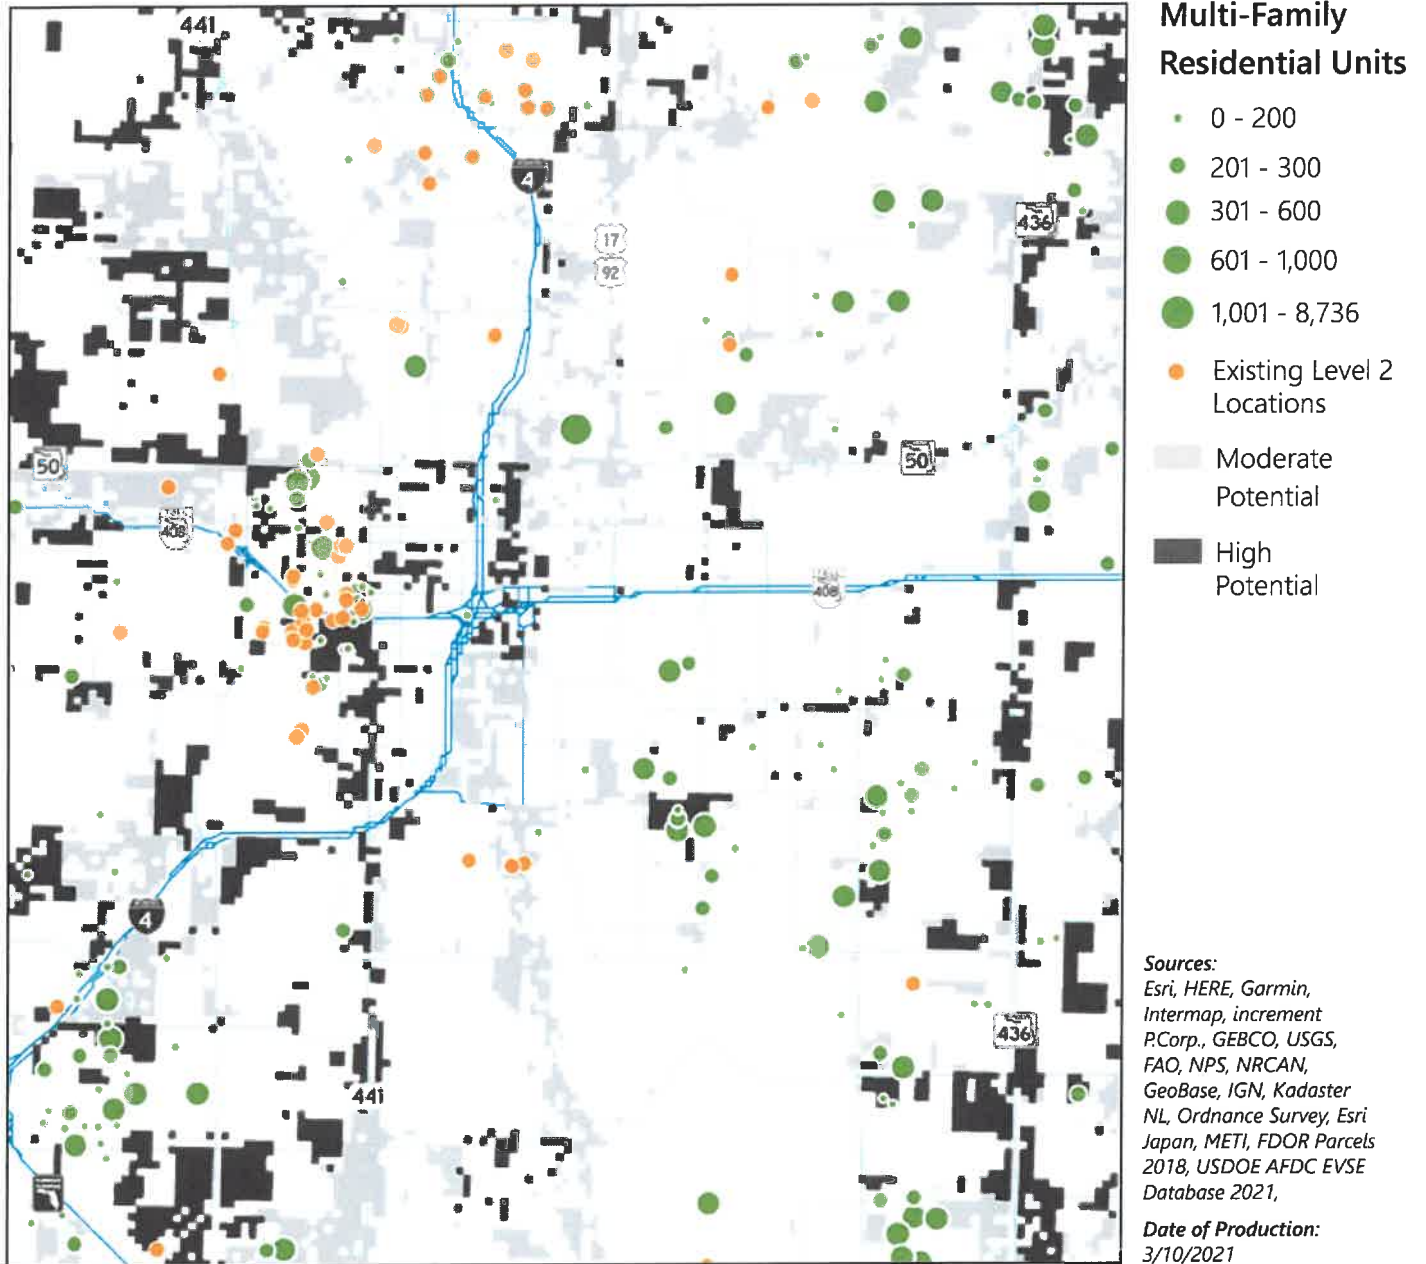 Multi-Family
Residential Units
0 - 200
201 - 300
301 - 600
601 - 1,000
1,001 - 8,736
Existing Level 2
Locations
Moderate
Potential
High
Potential
441
4
17
92
436
50
50
408
408
4
436
441
Sources:
Esri, HERE, Garmin,
Intermap, increment
P.Corp., GEBCO, USGS,
FAO, NPS, NRCAN,
GeoBase, IGN, Kadaster
NL, Ordnance Survey, Esri
Japan, METI, FDOR Parcels
2018, USDOE AFDC EVSE
Database 2021,
Date of Production:
3/10/2021